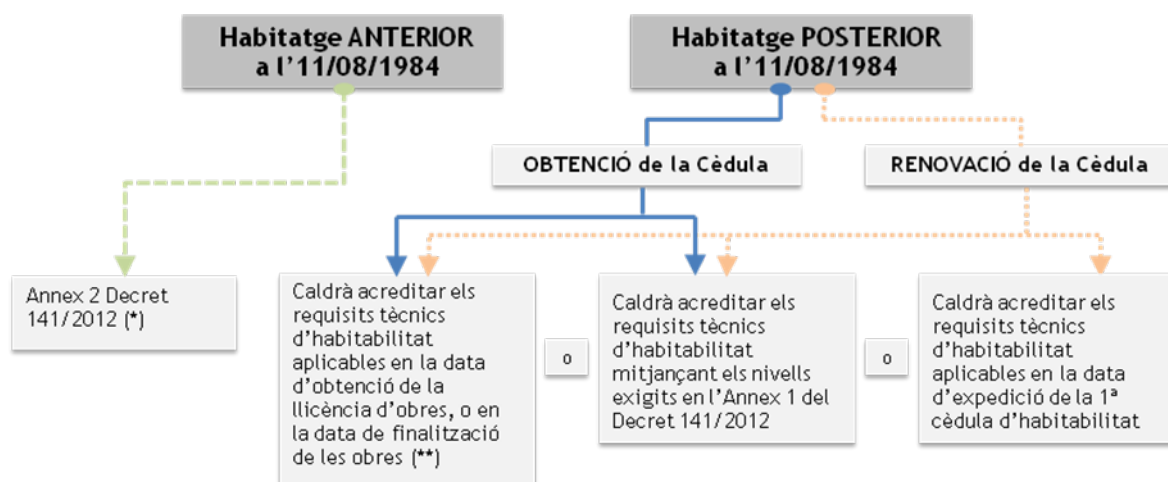 Habitatge ANTERIOR
a l'11/08/1984
Habitatge POSTERIOR
a l'11/08/1984
OBTENCIÓ de la Cèdula
RENOVACIÓ de la Cèdula
Annex 2 Decret
141/2012 (*)
Caldrà acreditar els
requisits tècnics
d'habitabilitat
aplicables en la data
d'obtenció de la
llicència d'obres, o en
la data de finalització
de les obres (**)
o
Caldrà acreditar els
requisits tècnics
d'habitabilitat
mitjançant els nivells
exigits en l'Annex 1 del
Decret 141/2012
o
Caldrà acreditar els
requisits tècnics
d'habitabilitat
aplicables en la data
d'expedició de la 1ª
cèdula d'habitabilitat